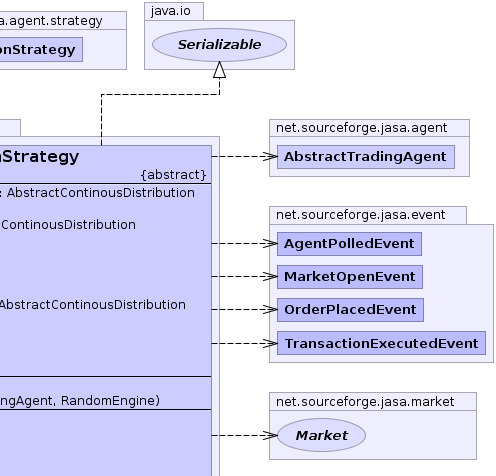 a.agent.strategy
onStrategy
java.io
Serializable
nStrategy
{abstract}
: AbstractContinousDistribution
ContinousDistribution
AbstractContinousDistribution
ngAgent, RandomEngine)
net.sourceforge.jasa.agent
AbstractTradingAgent
net.sourceforge.jasa.event
AgentPolledEvent
MarketOpenEvent
OrderPlacedEvent
TransactionExecutedEvent
net.sourceforge.jasa.market
Market